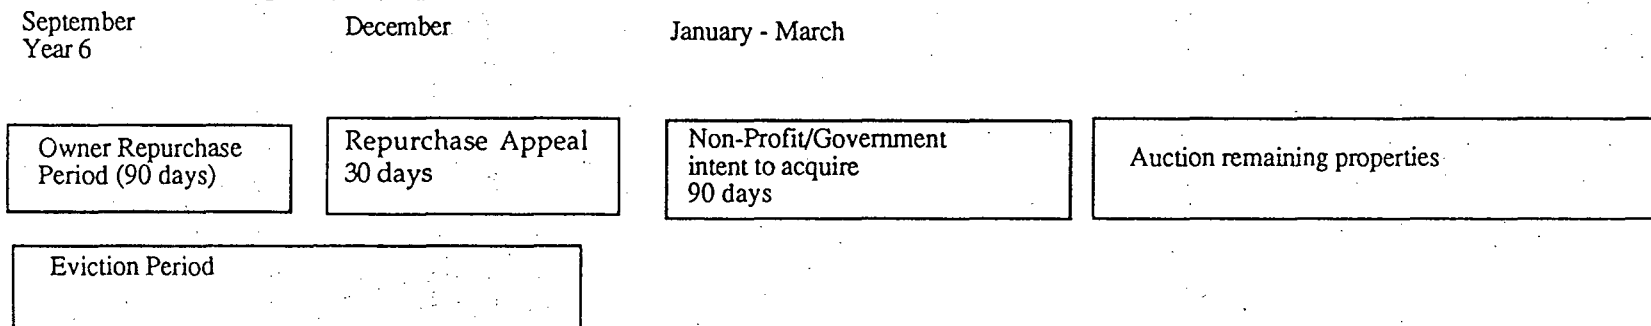 September
Year 6
December
January - March
Owner Repurchase
Period (90 days)
Repurchase Appeal
30 days
Non-Profit/Government
intent to acquire
90 days
Auction remaining properties
Eviction Period